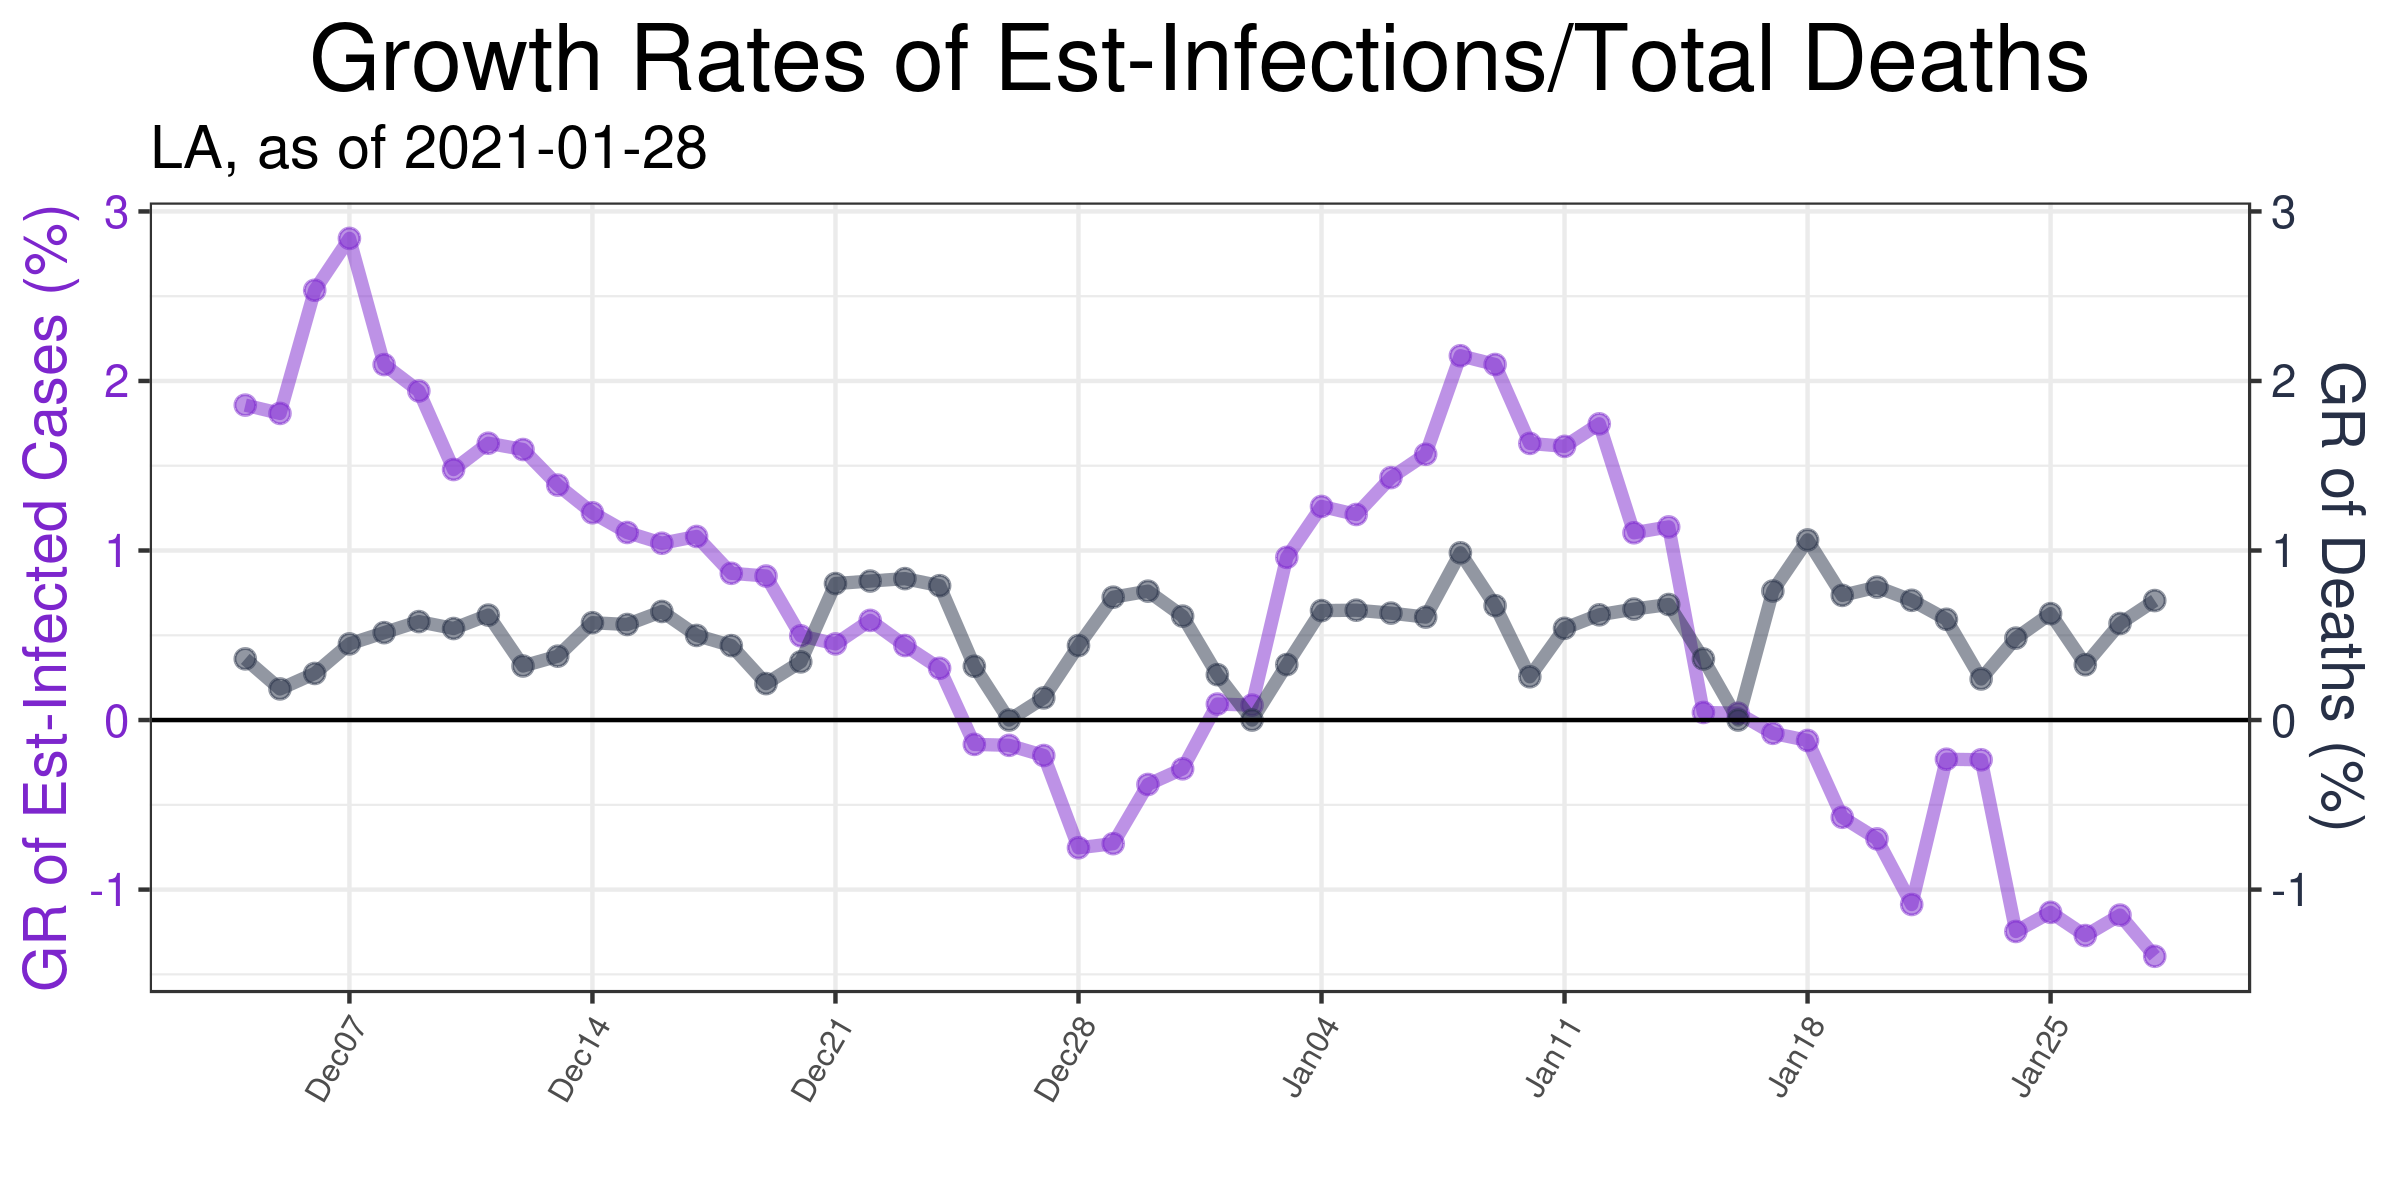 Growth Rates of Est-Infections/Total Deaths
LA, as of 2021-01-28
GR of Est-Infected Cases (%)
3
2
1
0
-1
3
2
1
0
-1
GR of Deaths (%)
Dec07
Dec14
Dec21
Dec28
Jan04
Jan11
Jan18
Jan25